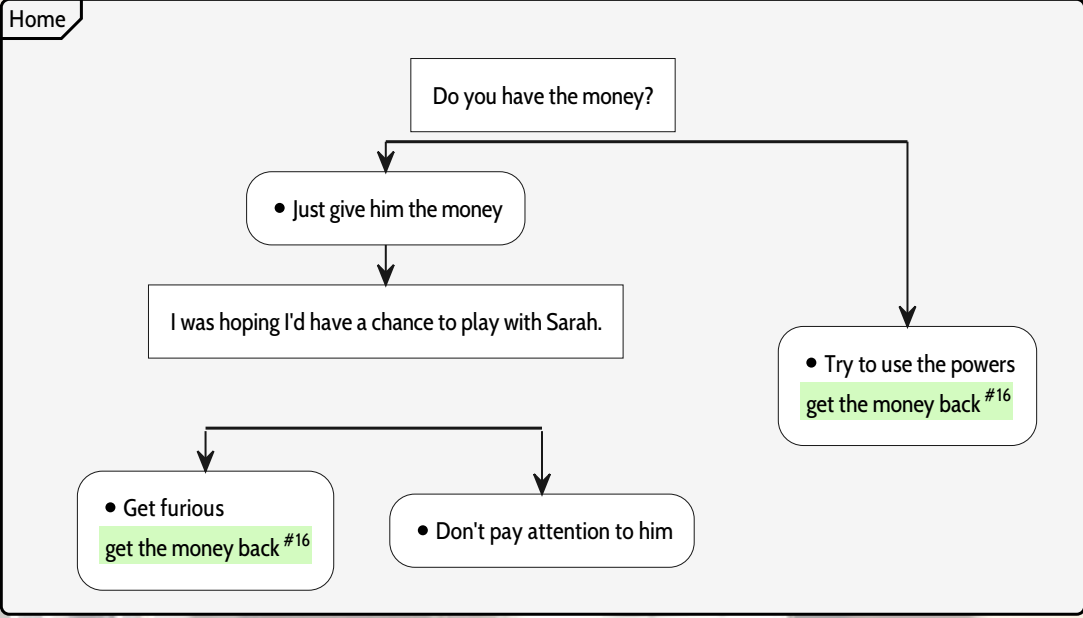 Home
Do you have the money?
• Just give him the money
I was hoping I'd have a chance to play with Sarah.
• Try to use the powers
get the money back #16
• Get furious
get the money back #16
• Don't pay attention to him